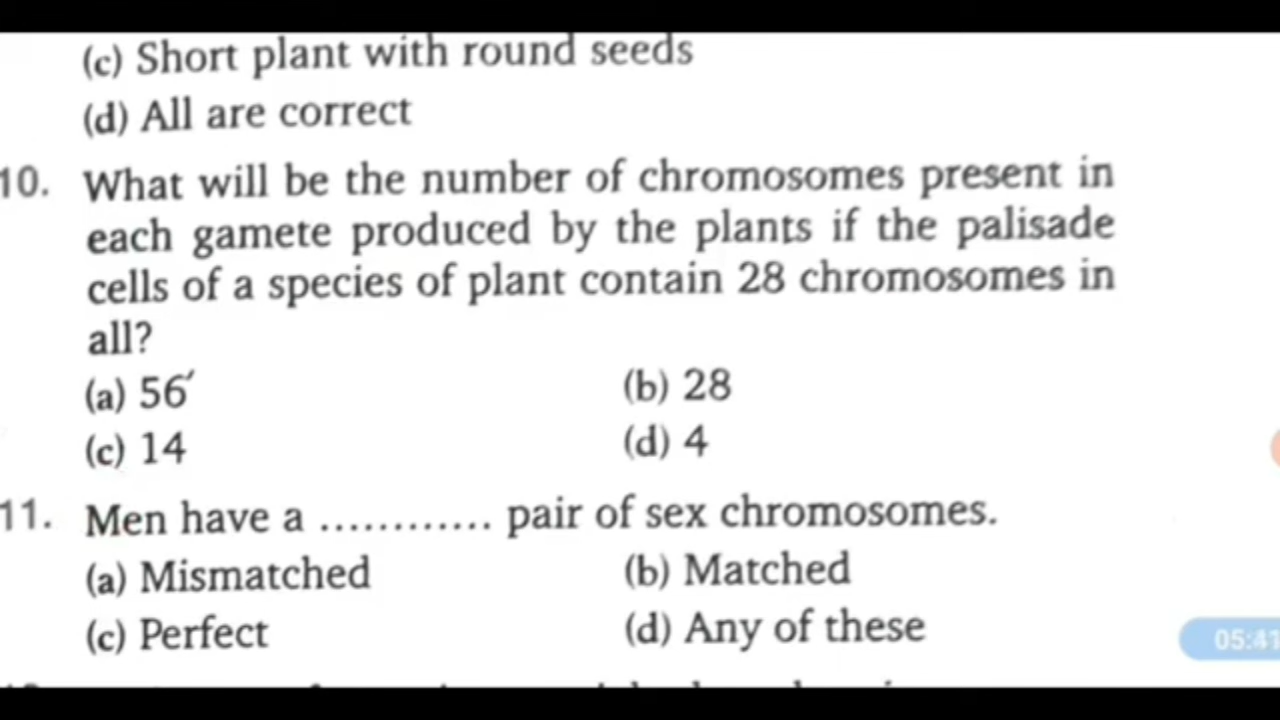 (c) Short plant with round seeds
(d) All are correct
10. What will be the number of chromosomes present in
each gamete produced by the plants if the palisade
cells of a species of plant contain 28 chromosomes in
all?
(a) 56 (b) 28
(c) 14 (d) 4
11. Men have a ............ pair of sex chromosomes.
(a) Mismatched (b) Matched
(c) Perfect (d) Any of these
05:41